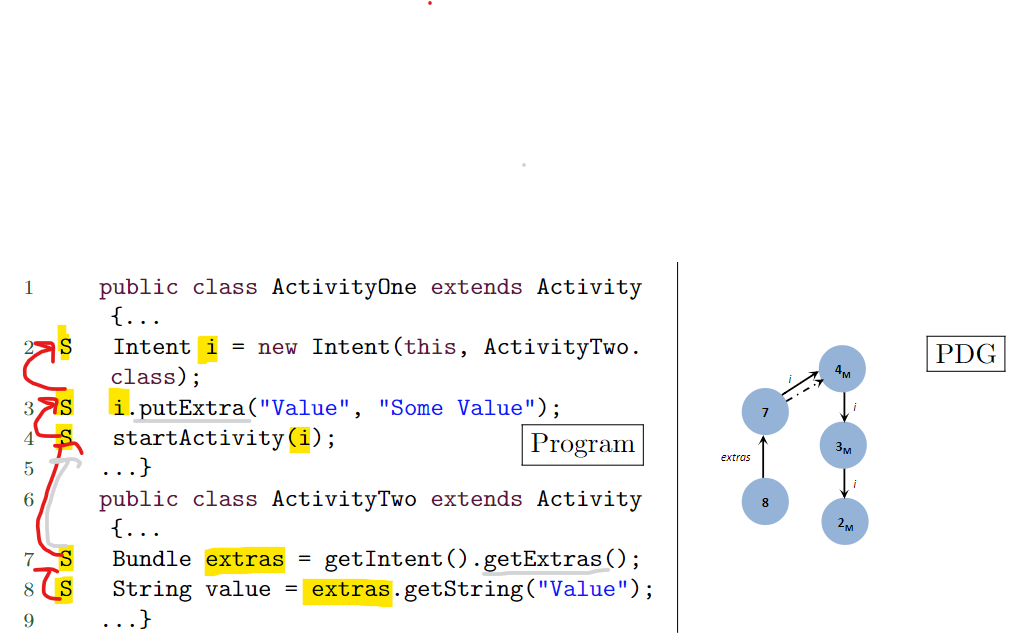 1 public class ActivityOne extends Activity
{...
2 S Intent i = new Intent(this, ActivityTwo.
class);
3 S i.putExtra("Value", "Some Value");
4 S startActivity(i);
5 ...}
6 public class ActivityTwo extends Activity
{...
7 S Bundle extras = getIntent().getExtras();
8 S String value = extras.getString("Value");
9 ...}
Program
PDG
4M
i
7
i
3M
extras
i
8
2M